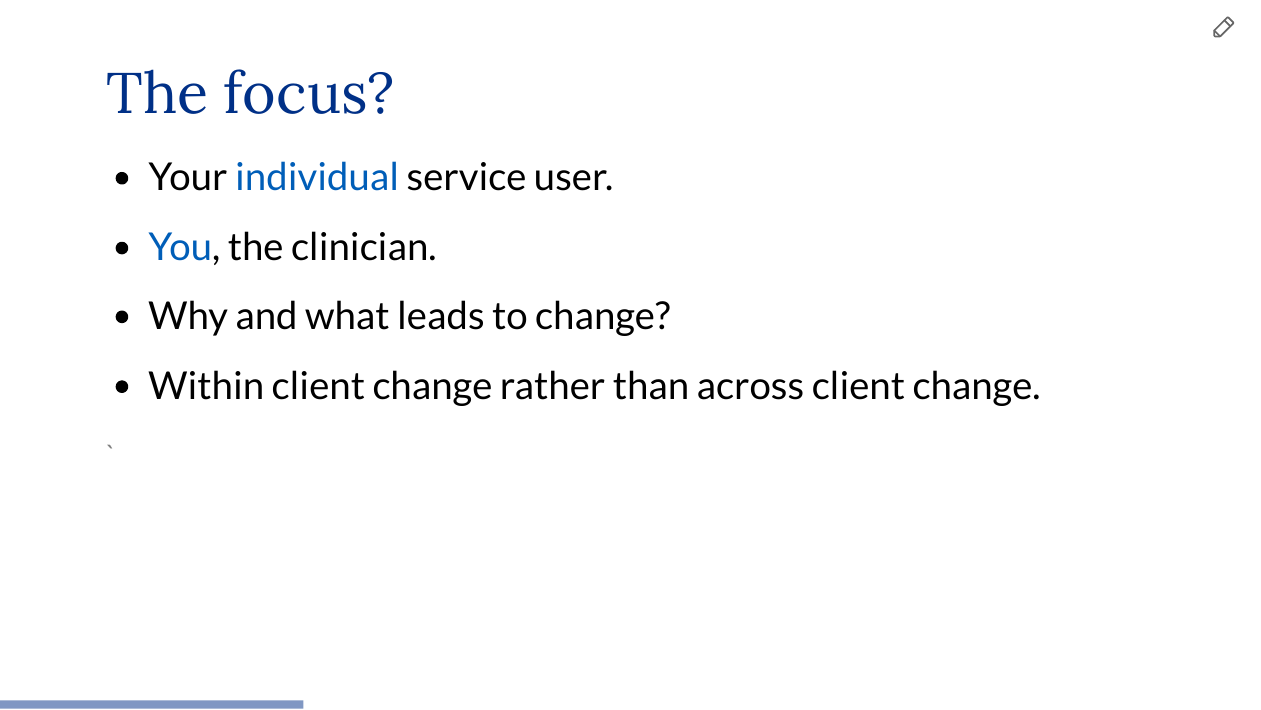 The focus?
• Your individual service user.
• You, the clinician.
• Why and what leads to change?
• Within client change rather than across client change.
`